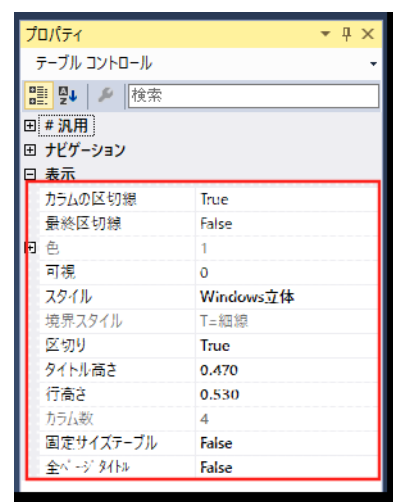 プロパティ
テーブル コントロール
検索
# 汎用
ナビゲーション
表示
カラムの区切線 True
最終区切線 False
色 1
可視 0
スタイル Windows立体
境界スタイル T=細線
区切り True
タイトル高さ 0.470
行高さ 0.530
カラム数 4
固定サイズテーブル False
全ページタイトル False